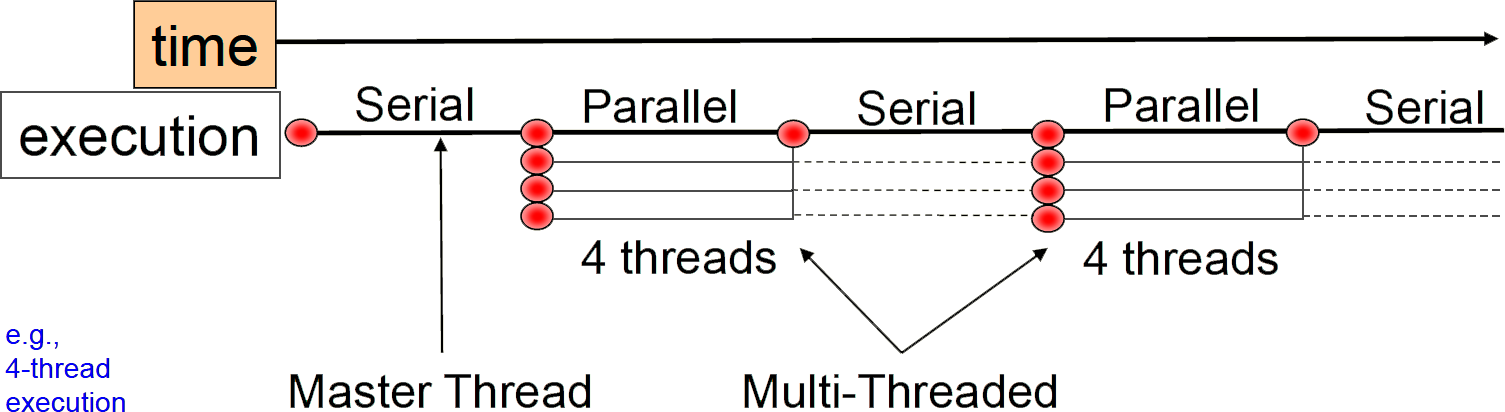 time
execution
Serial
Parallel
Serial
Parallel
Serial
4 threads
4 threads
e.g.,
4-thread
execution
Master Thread
Multi-Threaded